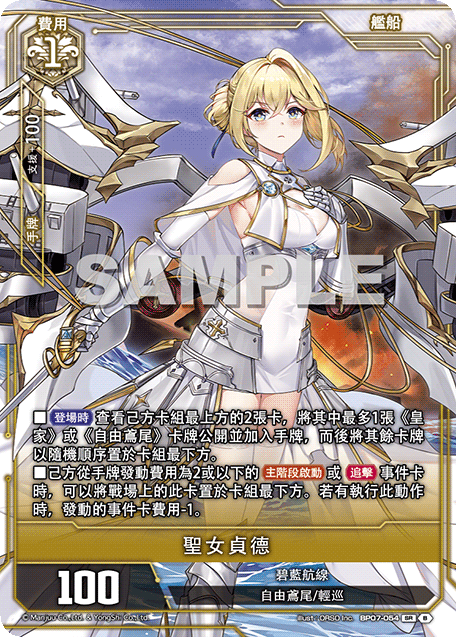 費用
艦船
1
支援
100
手牌
SAMPLE
■ 登場時 查看己方卡組最上方的2張卡，將其中最多1張《皇
家》或《自由鳶尾》卡牌公開並加入手牌，而後將其餘卡牌
以隨機順序置於卡組最下方。
■己方從手牌發動費用為2或以下的 主階段啟動 或 追擊 事件卡
時，可以將戰場上的此卡置於卡組最下方。若有執行此動作
時，發動的事件卡費用-1。
聖女貞德
100
碧藍航線
自由鳶尾/輕巡
© Manjuu Co.,Ltd. & YongShi Co.,Ltd.
Illust: DRSG Inc.
BP07-054 BR B